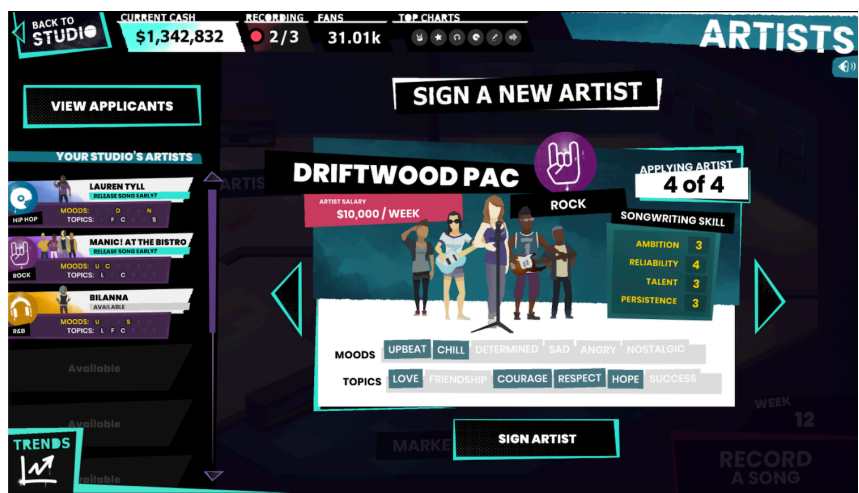 BACK TO
STUDIO
CURRENT CASH
$1,342,832
RECORDING
2/3
FANS
31.01k
TOP CHARTS
ARTISTS
VIEW APPLICANTS
SIGN A NEW ARTIST
YOUR STUDIO'S ARTISTS
LAUREN TYLL
RELEASE SONG EARLY?
HIP HOP
MOODS: D N
TOPICS: F C S
MANIC! AT THE BISTRO
RELEASE SONG EARLY?
ROCK
MOODS: U C
TOPICS: L C
BILANNA
AVAILABLE
R&B
MOODS: U S
TOPICS: L F C
Available
Available
Available
TRENDS
ARTIS
DRIFTWOOD PAC
ROCK
APPLYING ARTIST
4 of 4
ARTIST SALARY
$10,000 / WEEK
SONGWRITING SKILL
AMBITION 3
RELIABILITY 4
TALENT 3
PERSISTENCE 3
MOODS UPBEAT CHILL DETERMINED SAD ANGRY NOSTALGIC
TOPICS LOVE FRIENDSHIP COURAGE RESPECT HOPE SUCCESS
MARKE
SIGN ARTIST
WEEK
12
RECORD
A SONG